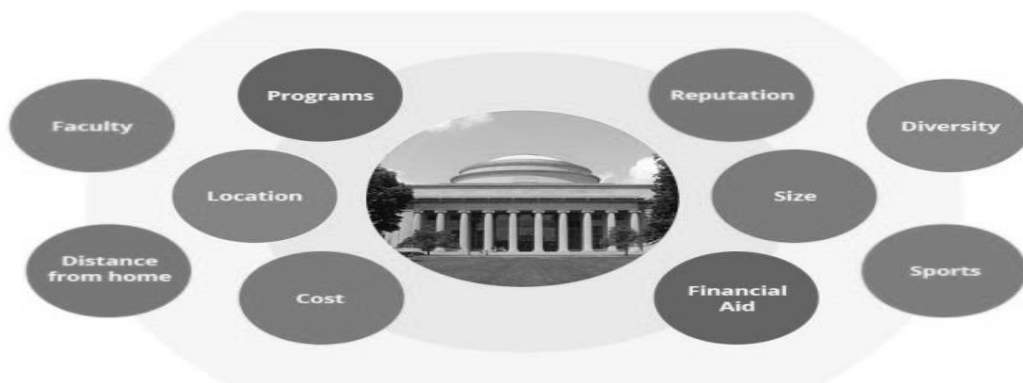 Programs
Reputation
Faculty
Diversity
Location
Size
Distance
from home
Cost
Financial
Aid
Sports